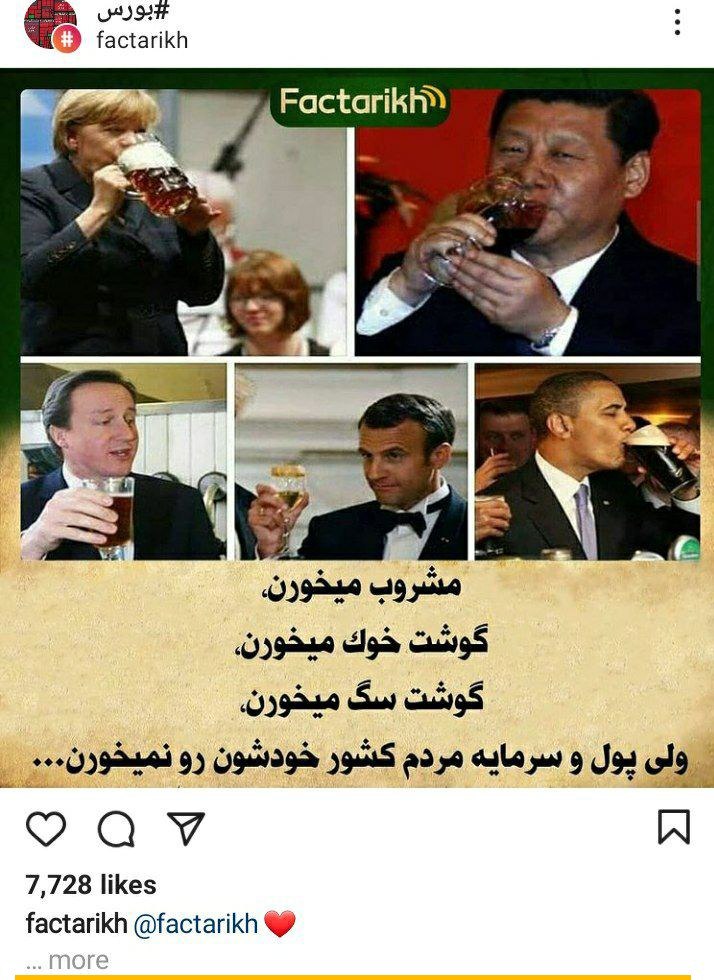 #بورس
factarikh
Factarikh
مشروب میخورن،
گوشت خوك میخورن،
گوشت سگ میخورن،
ولی پول و سرمایه مردم کشور خودشون رو نمیخورن...
7,728 likes
factarikh @factarikh ❤️
... more